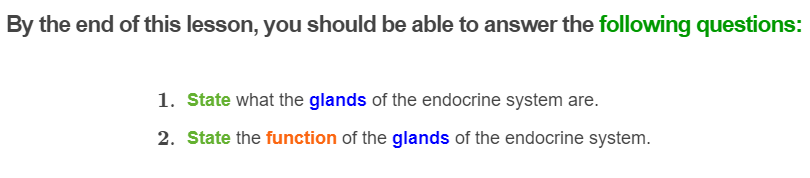 By the end of this lesson, you should be able to answer the following questions:
1. State what the glands of the endocrine system are.
2. State the function of the glands of the endocrine system.